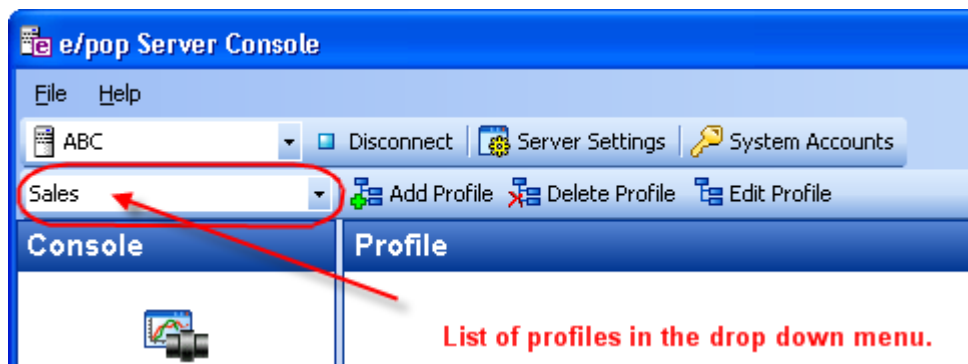 e/pop Server Console
File Help
ABC Disconnect Server Settings System Accounts
Sales Add Profile Delete Profile Edit Profile
Console Profile
List of profiles in the drop down menu.